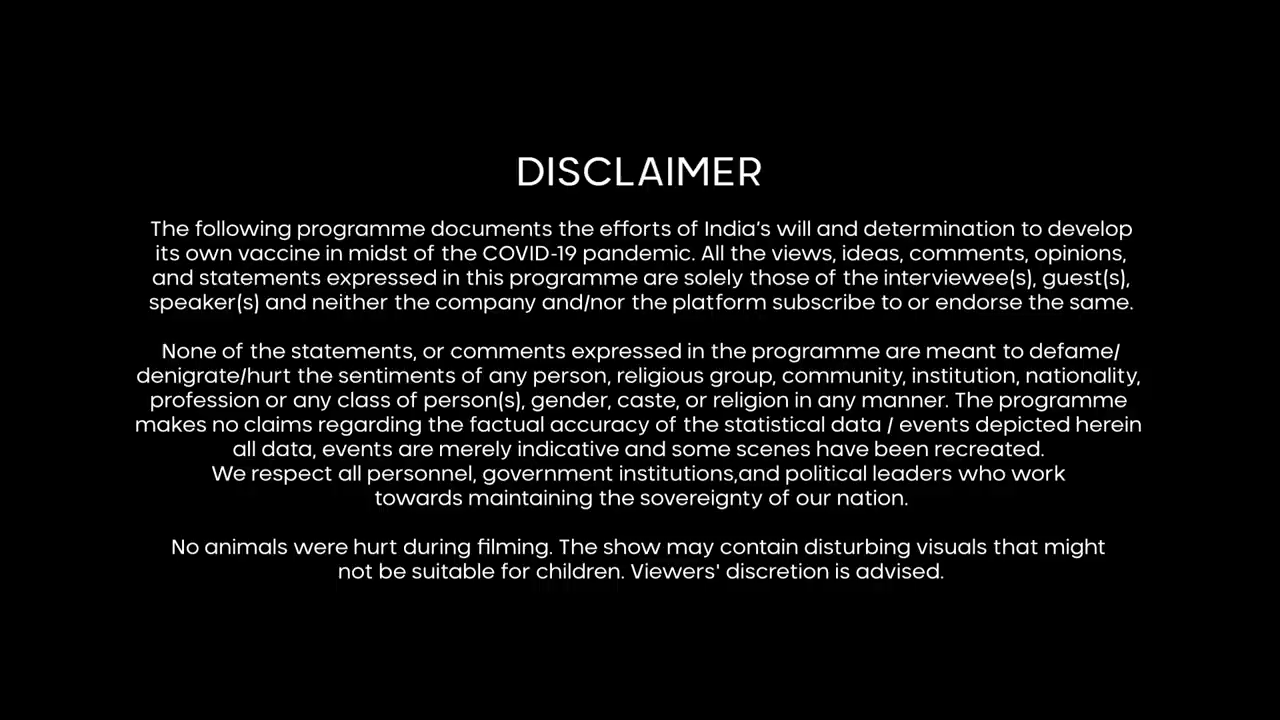 DISCLAIMER
The following programme documents the efforts of India's will and determination to develop
its own vaccine in midst of the COVID-19 pandemic. All the views, ideas, comments, opinions,
and statements expressed in this programme are solely those of the interviewee(s), guest(s),
speaker(s) and neither the company and/nor the platform subscribe to or endorse the same.
None of the statements, or comments expressed in the programme are meant to defame/
denigrate/hurt the sentiments of any person, religious group, community, institution, nationality,
profession or any class of person(s), gender, caste, or religion in any manner. The programme
makes no claims regarding the factual accuracy of the statistical data / events depicted herein
all data, events are merely indicative and some scenes have been recreated.
We respect all personnel, government institutions,and political leaders who work
towards maintaining the sovereignty of our nation.
No animals were hurt during filming. The show may contain disturbing visuals that might
not be suitable for children. Viewers' discretion is advised.